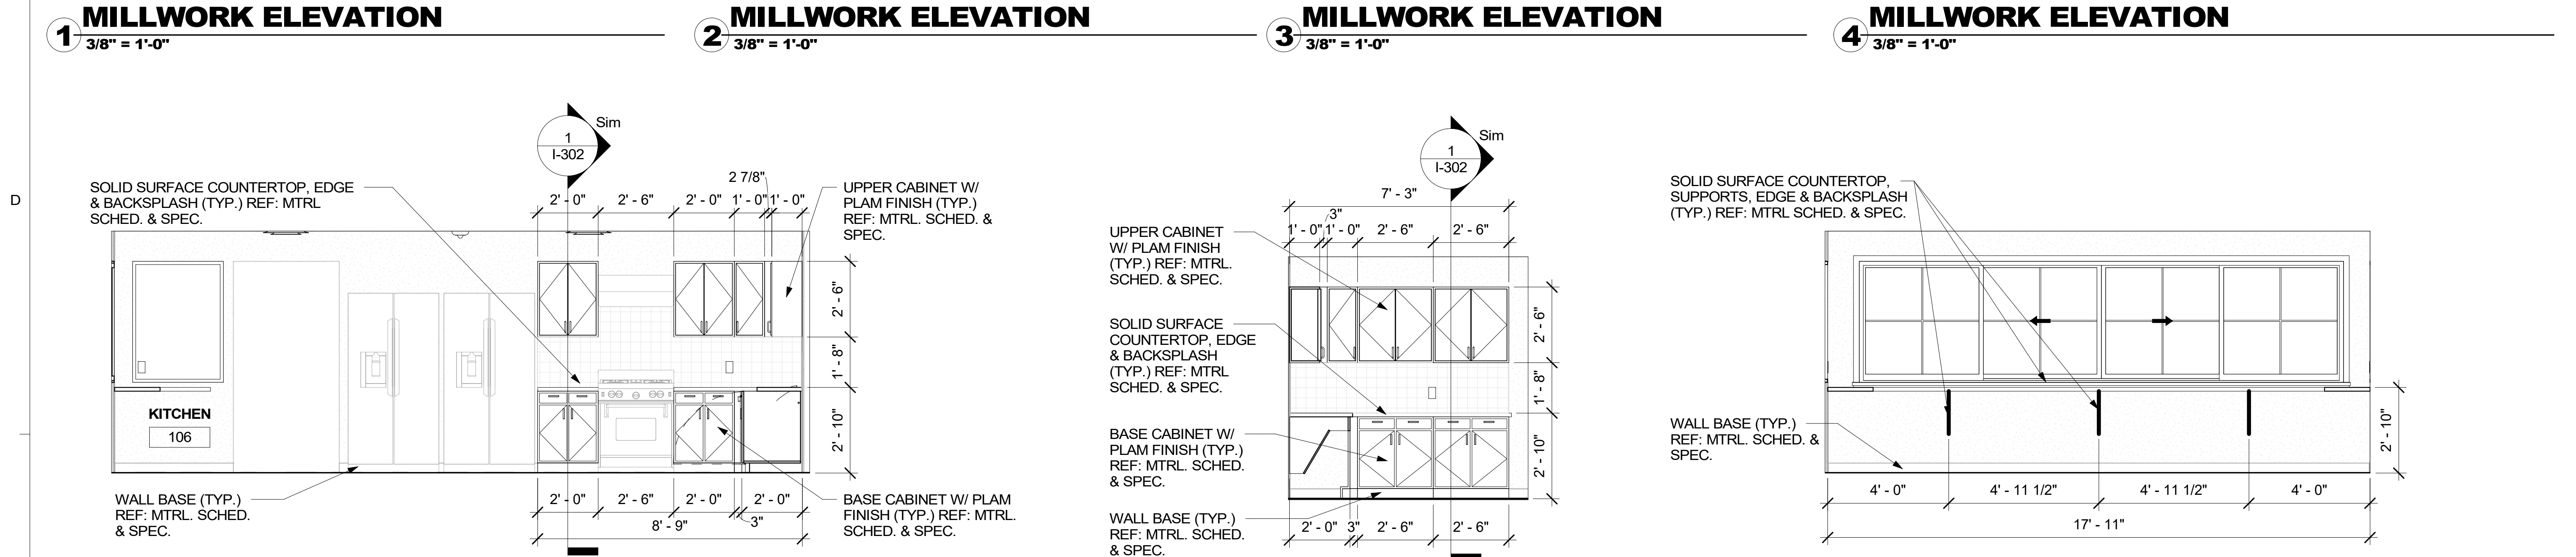 1 MILLWORK ELEVATION
3/8" = 1'-0"
2 MILLWORK ELEVATION
3/8" = 1'-0"
3 MILLWORK ELEVATION
3/8" = 1'-0"
4 MILLWORK ELEVATION
3/8" = 1'-0"
D
1
I-302
Sim
SOLID SURFACE COUNTERTOP, EDGE
& BACKSPLASH (TYP.) REF: MTRL
SCHED. & SPEC.
2 7/8"
2' - 0"
2' - 6"
2' - 0"
1' - 0"
1' - 0"
UPPER CABINET W/
PLAM FINISH (TYP.)
REF: MTRL. SCHED. &
SPEC.
2' - 6"
1' - 8"
2' - 10"
KITCHEN
106
WALL BASE (TYP.)
REF: MTRL. SCHED.
& SPEC.
2' - 0"
2' - 6"
2' - 0"
2' - 0"
3"
8' - 9"
BASE CABINET W/ PLAM
FINISH (TYP.) REF: MTRL.
SCHED. & SPEC.
1
I-302
Sim
7' - 3"
3"
1' - 0"
1' - 0"
2' - 6"
2' - 6"
UPPER CABINET
W/ PLAM FINISH
(TYP.) REF: MTRL.
SCHED. & SPEC.
SOLID SURFACE
COUNTERTOP, EDGE
& BACKSPLASH
(TYP.) REF: MTRL
SCHED. & SPEC.
BASE CABINET W/
PLAM FINISH (TYP.)
REF: MTRL. SCHED.
& SPEC.
WALL BASE (TYP.)
REF: MTRL. SCHED.
& SPEC.
2' - 6"
1' - 8"
2' - 10"
2' - 0"
3"
2' - 6"
2' - 6"
SOLID SURFACE COUNTERTOP,
SUPPORTS, EDGE & BACKSPLASH
(TYP.) REF: MTRL SCHED. & SPEC.
WALL BASE (TYP.)
REF: MTRL. SCHED. &
SPEC.
2' - 10"
4' - 0"
4' - 11 1/2"
4' - 11 1/2"
4' - 0"
17' - 11"